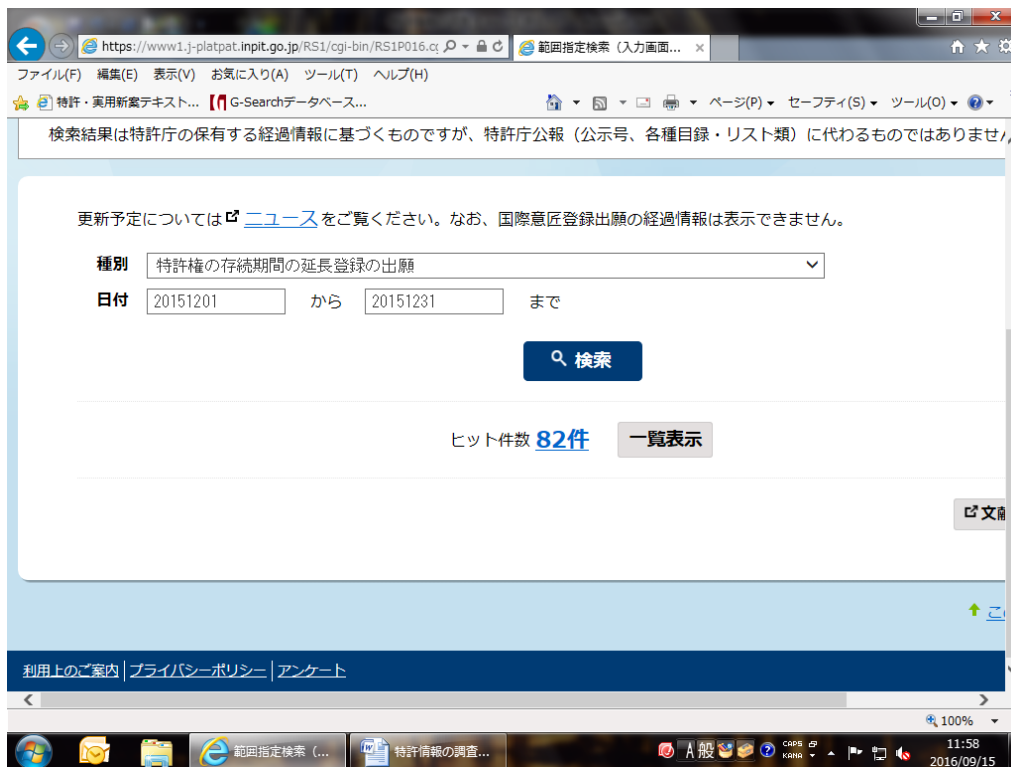 https://www1.j-platpat.inpit.go.jp/RS1/cgi-bin/RS1P016.cg
範囲指定検索（入力画面... ×
ファイル(F) 編集(E) 表示(V) お気に入り(A) ツール(T) ヘルプ(H)
特許・実用新案テキスト... G-Searchデータベース... ページ(P) セーフティ(S) ツール(O)
検索結果は特許庁の保有する経過情報に基づくものですが、特許庁公報（公示号、各種目録・リスト類）に代わるものではありませ
更新予定については ニュース をご覧ください。なお、国際意匠登録出願の経過情報は表示できません。
種別 特許権の存続期間の延長登録の出願
日付 20151201 から 20151231 まで
検索
ヒット件数 82件 一覧表示
文献
こ
利用上のご案内 | プライバシーポリシー | アンケート
100%
範囲指定検索（... 特許情報の調査... A 般 CAPS KANA 11:58
2016/09/15